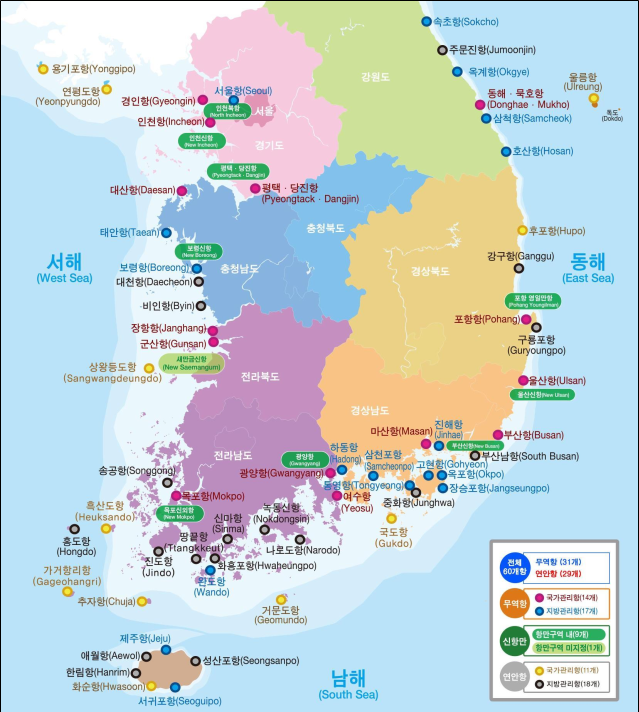 속초항(Sokcho)
주문진항(Jumoonjin)
옥계항(Okgye)
동해 · 묵호항
(Donghae · Mukho)
삼척항(Samcheok)
호산항(Hosan)
울릉항
(Ulreung)
독도
(Dokdo)
용기포항(Yonggipo)
연평도항
(Yeonpyungdo)
강원도
서울항(Seoul)
경인항(Gyeongin)
인천북항
(North Incheon)
서울
인천항(Incheon)
인천신항
(New Incheon)
경기도
평택 · 당진항
(Pyeongtack · Dangjin)
평택 · 당진항
(Pyeongtack · Dangjin)
대산항(Daesan)
태안항(Taean)
충청북도
후포항(Hupo)
보령신항
(New Boreong)
서해
(West Sea)
보령항(Boreong)
충청남도
대천항(Daecheon)
비인항(Byin)
경상북도
강구항(Ganggu)
동해
(East Sea)
포항 영일만항
(Pohang Youngilman)
포항항(Pohang)
구룡포항
(Guryoungpo)
장항항(Janghang)
군산항(Gunsan)
새만금신항
(New Saemangum)
상왕등도항
(Sangwangdeungdo)
전라북도
울산항(Ulsan)
울산신항(New Ulsan)
경상남도
마산항(Masan)
진해항
(Jinhae)
부산항(Busan)
부산신항(New Busan)
부산남항(South Busan)
전라남도
광양항
(Gwangyang)
하동항
(Hadong)
삼천포항
(Samcheonpo)
고현항(Gohyeon)
광양항(Gwangyang)
옥포항(Okpo)
통영항(Tongyeong)
장승포항(Jangseungpo)
중화항(Junghwa)
여수항
(Yeosu)
국도항
(Gukdo)
송공항(Songgong)
목포항(Mokpo)
목포신외항
(New Mokpo)
흑산도항
(Heuksando)
홍도항
(Hongdo)
녹동신항
(Nokdongsin)
신마항
(Sinma)
땅끝항
(Ttangkkeut)
나로도항(Narodo)
진도항
(Jindo)
화흥포항(Hwaheungpo)
완도항
(Wando)
가거항리항
(Gageohangri)
추자항(Chuja)
거문도항
(Geomundo)
제주항(Jeju)
애월항(Aewol)
성산포항(Seongsanpo)
한림항(Hanrim)
화순항(Hwasoon)
서귀포항(Seoguipo)
남해
(South Sea)
전체
60개항
무역항 (31개)
연안항 (29개)
무역항
국가관리항(14개)
지방관리항(17개)
신항만
항만구역 내(9개)
항만구역 미지정(1개)
연안항
국가관리항(11개)
지방관리항(18개)